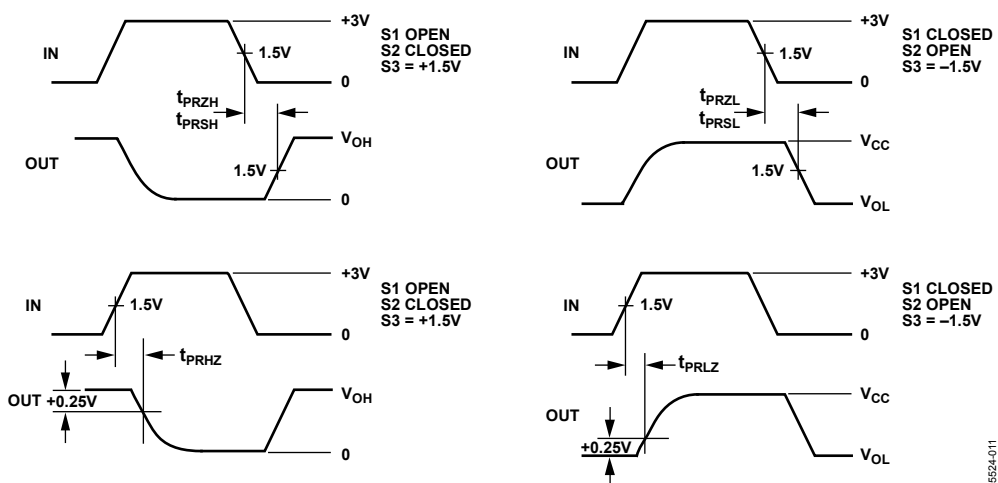 +3V
S1 OPEN
S2 CLOSED
S3 = +1.5V
IN
1.5V
0
tPRZH
tPRSH
VOH
OUT
1.5V
0
+3V
S1 CLOSED
S2 OPEN
S3 = –1.5V
IN
1.5V
0
tPRZL
tPRSL
VCC
OUT
1.5V
VOL
+3V
S1 OPEN
S2 CLOSED
S3 = +1.5V
IN
1.5V
0
tPRHZ
VOH
OUT +0.25V
0
+3V
S1 CLOSED
S2 OPEN
S3 = –1.5V
IN
1.5V
0
tPRLZ
VCC
OUT
+0.25V
VOL
5524-011